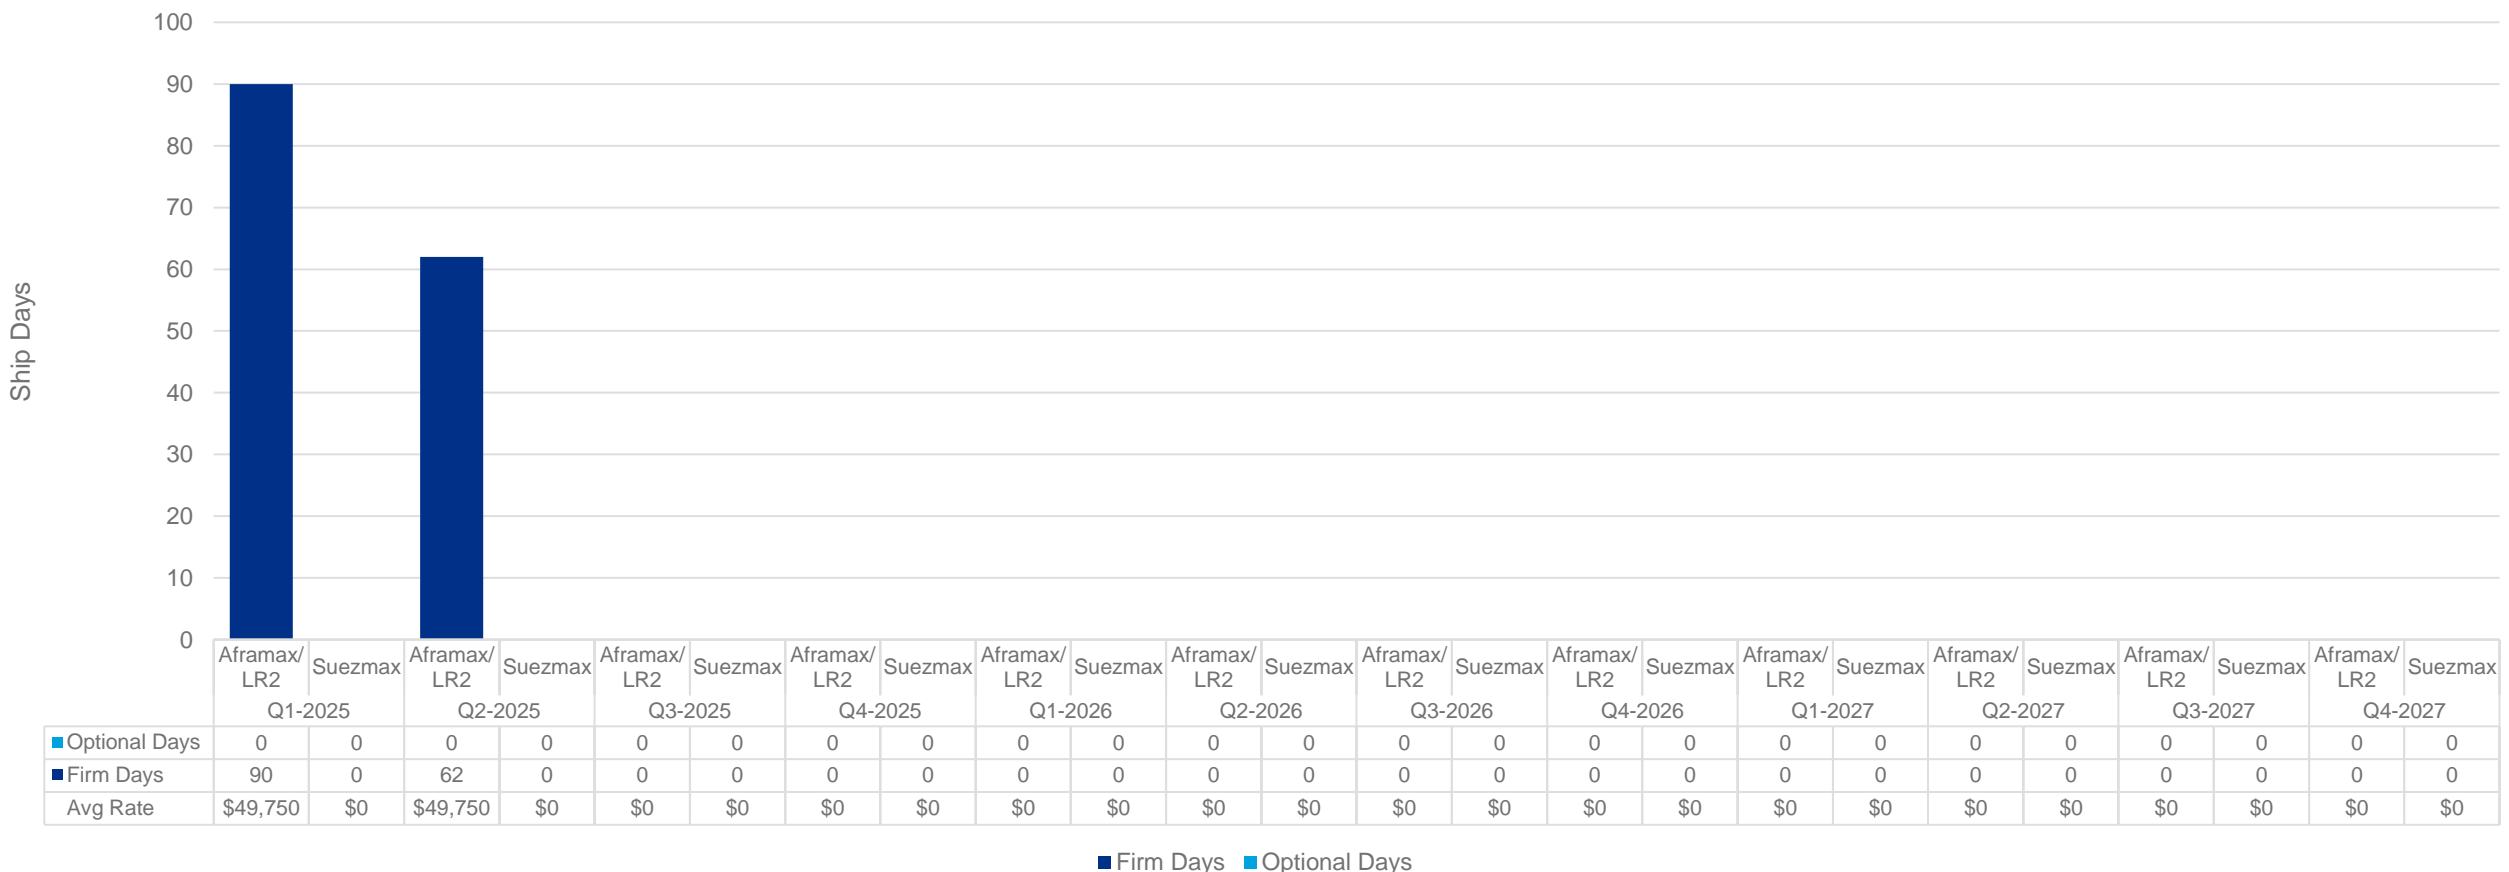 100
90
80
70
60
50
40
30
20
10
0
Ship Days
Aframax/ LR2 Suezmax Aframax/ LR2 Suezmax Aframax/ LR2 Suezmax Aframax/ LR2 Suezmax Aframax/ LR2 Suezmax Aframax/ LR2 Suezmax Aframax/ LR2 Suezmax Aframax/ LR2 Suezmax Aframax/ LR2 Suezmax Aframax/ LR2 Suezmax Aframax/ LR2 Suezmax Aframax/ LR2 Suezmax
Q1-2025 Q2-2025 Q3-2025 Q4-2025 Q1-2026 Q2-2026 Q3-2026 Q4-2026 Q1-2027 Q2-2027 Q3-2027 Q4-2027
Optional Days 0 0 0 0 0 0 0 0 0 0 0 0 0 0 0 0 0 0 0 0 0 0 0 0
Firm Days 90 0 62 0 0 0 0 0 0 0 0 0 0 0 0 0 0 0 0 0 0 0 0 0
Avg Rate $49,750 $0 $49,750 $0 $0 $0 $0 $0 $0 $0 $0 $0 $0 $0 $0 $0 $0 $0 $0 $0 $0 $0 $0 $0
Firm Days Optional Days